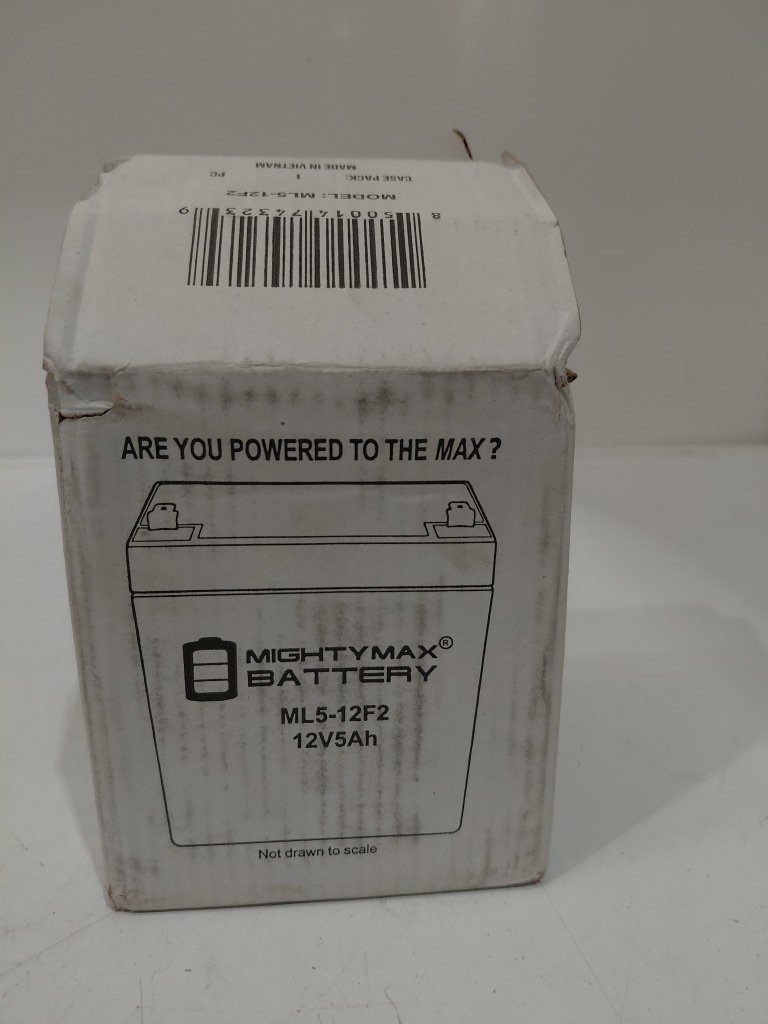 MADE IN VIETNAM
CASE PACK: 1 PC
MODEL: ML5-12F2
8 50014 74323 9
ARE YOU POWERED TO THE MAX?
MIGHTYMAX®
BATTERY
ML5-12F2
12V5Ah
Not drawn to scale